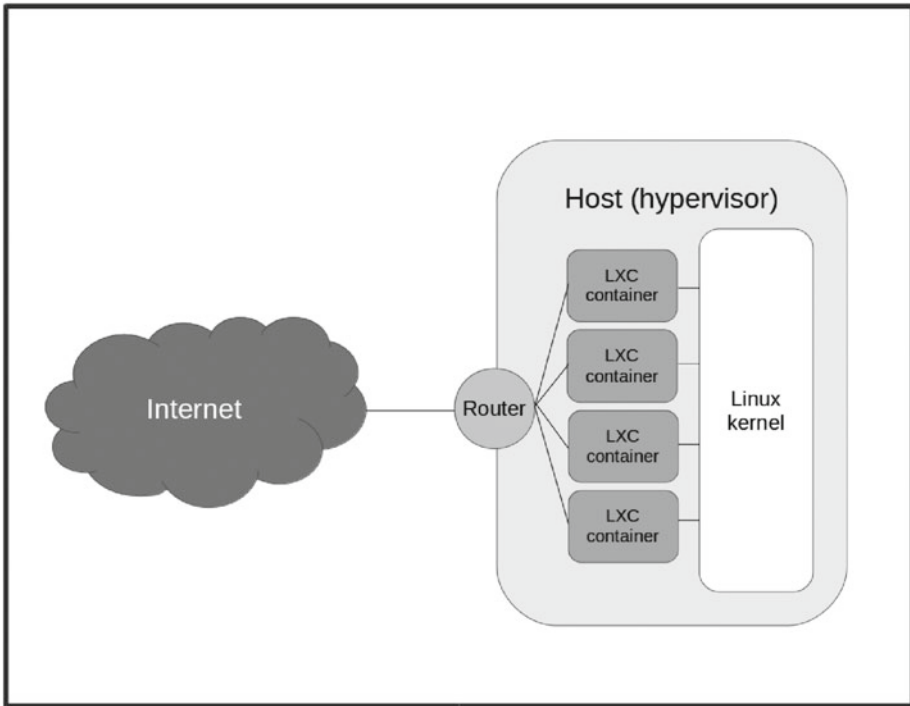 Host (hypervisor)
LXC
container
LXC
container
LXC
container
LXC
container
Linux
kernel
Router
Internet